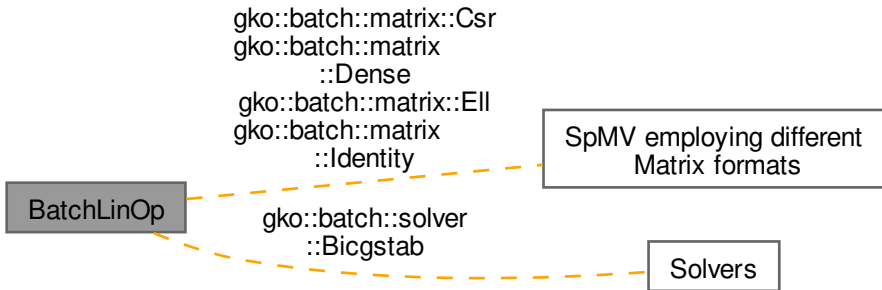 gko::batch::matrix::Csr
gko::batch::matrix
::Dense
gko::batch::matrix::Ell
gko::batch::matrix
::Identity
SpMV employing different
Matrix formats
BatchLinOp
gko::batch::solver
::Bicgstab
Solvers